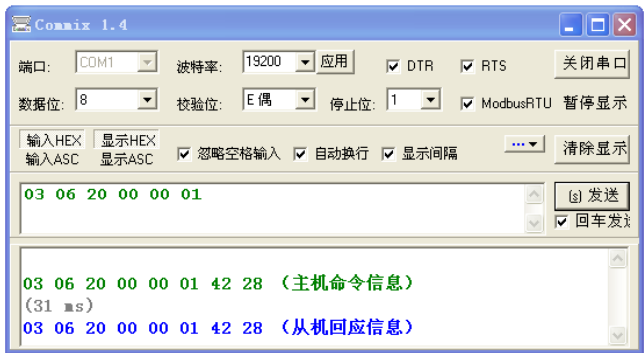 Commix 1.4
端口: COM1 波特率: 19200 应用 DTR RTS 关闭串口
数据位: 8 校验位: E偶 停止位: 1 ModbusRTU 暂停显示
输入HEX 显示HEX
输入ASC 显示ASC 忽略空格输入 自动换行 显示间隔 ... 清除显示
03 06 20 00 00 01 (s) 发送
回车发
03 06 20 00 00 01 42 28 (主机命令信息)
(31 ms)
03 06 20 00 00 01 42 28 (从机回应信息)